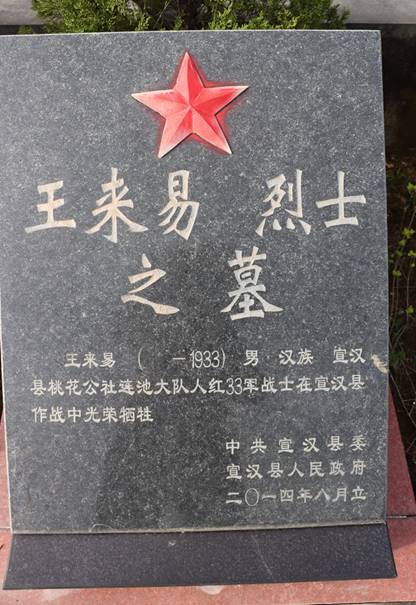 王来易 烈士
之墓
王来易 ( —1933) 男·汉族 宣汉
县桃花公社莲池大队人红33军战士在宣汉县
作战中光荣牺牲
中共宣汉县委
宣汉县人民政府
二〇一四年八月立